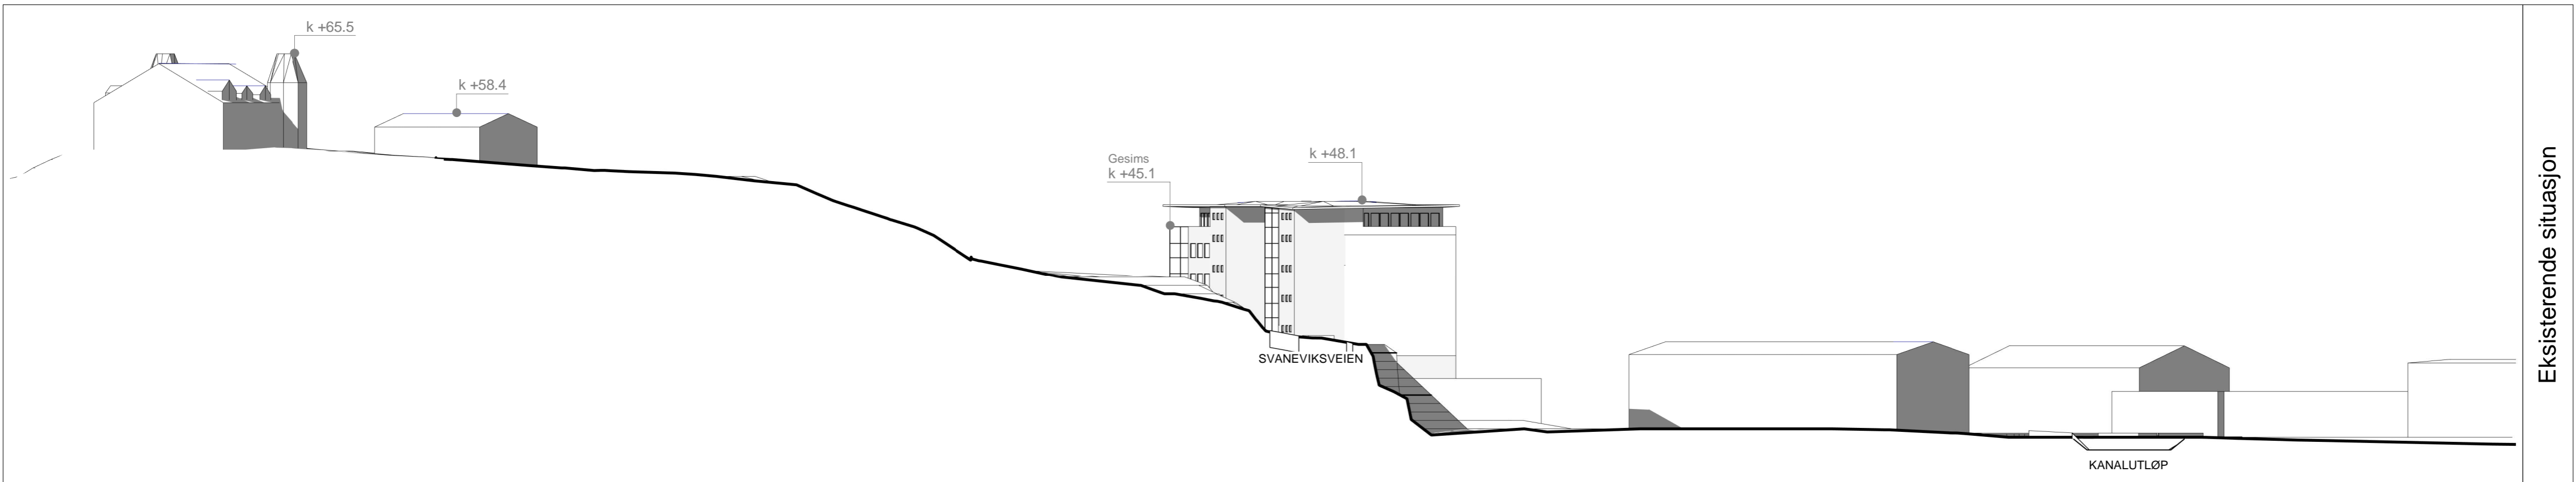 k +65.5
k +58.4
Gesims
k +45.1
k +48.1
SVANEVIKSVEIEN
KANALUTLØP
Eksisterende situasjon